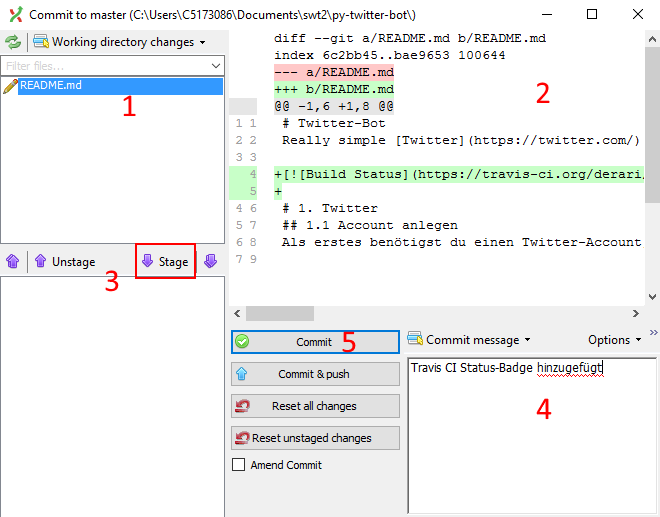 Commit to master (C:\Users\C5173086\Documents\swt2\py-twitter-bot\)
Working directory changes
Filter files...
README.md
1
diff --git a/README.md b/README.md
index 6c2bb45..bae9653 100644
--- a/README.md
+++ b/README.md
@@ -1,6 +1,8 @@
1 1 # Twitter-Bot
2 2 Really simple [Twitter](https://twitter.com/)
3 3
4 +[![Build Status](https://travis-ci.org/derari/
5 +
4 6 # 1. Twitter
5 7 ## 1.1 Account anlegen
6 8 Als erstes benötigst du einen Twitter-Account
7 9
2
Unstage
Stage
3
Commit
5
Commit & push
Reset all changes
Reset unstaged changes
Amend Commit
Commit message
Options
»
Travis CI Status-Badge hinzugefügt
4